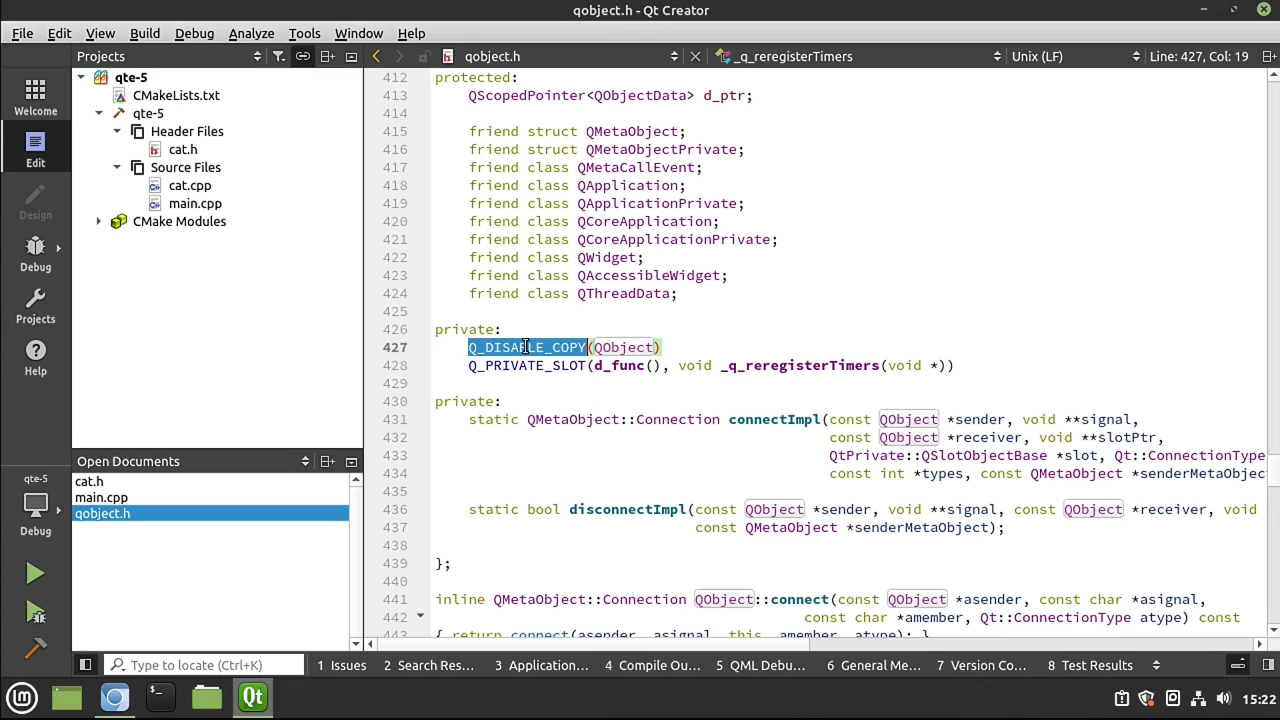 qobject.h - Qt Creator
File Edit View Build Debug Analyze Tools Window Help
Projects
qobject.h
_q_reregisterTimers
Unix (LF)
Line: 427, Col: 19
Welcome
Edit
Design
Debug
Projects
Help
qte-5
Debug
qte-5
CMakeLists.txt
qte-5
Header Files
cat.h
Source Files
cat.cpp
main.cpp
CMake Modules
Open Documents
cat.h
main.cpp
qobject.h
412 protected:
413 QScopedPointer<QObjectData> d_ptr;
414
415 friend struct QMetaObject;
416 friend struct QMetaObjectPrivate;
417 friend class QMetaCallEvent;
418 friend class QApplication;
419 friend class QApplicationPrivate;
420 friend class QCoreApplication;
421 friend class QCoreApplicationPrivate;
422 friend class QWidget;
423 friend class QAccessibleWidget;
424 friend class QThreadData;
425
426 private:
427 Q_DISABLE_COPY(QObject)
428 Q_PRIVATE_SLOT(d_func(), void _q_reregisterTimers(void *))
429
430 private:
431 static QMetaObject::Connection connectImpl(const QObject *sender, void **signal,
432 const QObject *receiver, void **slotPtr,
433 QtPrivate::QSlotObjectBase *slot, Qt::ConnectionType
434 const int *types, const QMetaObject *senderMetaObjec
435
436 static bool disconnectImpl(const QObject *sender, void **signal, const QObject *receiver, void
437 const QMetaObject *senderMetaObject);
438
439 };
440
441 inline QMetaObject::Connection QObject::connect(const QObject *asender, const char *asignal,
442 const char *amember, Qt::ConnectionType atype) const
443 { return connect(asender, asignal, this, amember, atype); }
Type to locate (Ctrl+K)
1 Issues
2 Search Res...
3 Application...
4 Compile Ou...
5 QML Debu...
6 General Me...
7 Version Co...
8 Test Results
15:22